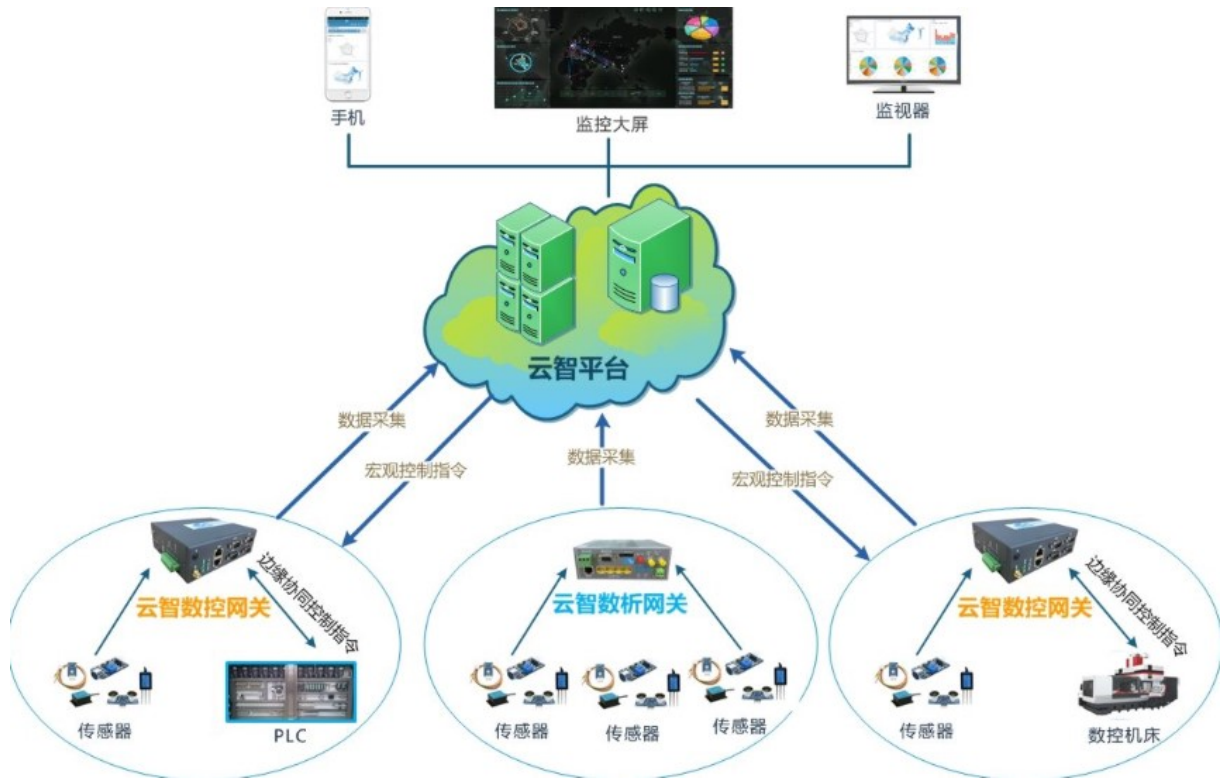 手机
监控大屏
监视器
云智平台
数据采集
宏观控制指令
数据采集
数据采集
宏观控制指令
云智数控网关
边缘协同控制指令
传感器
PLC
云智数析网关
传感器
传感器
传感器
云智数控网关
边缘协同控制指令
传感器
数控机床